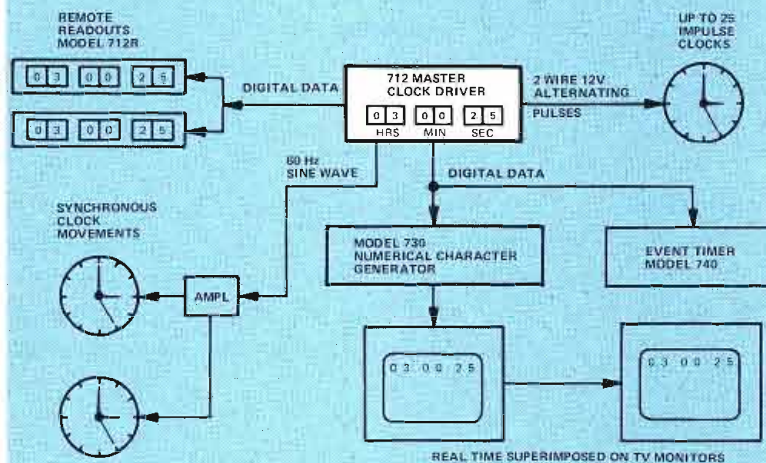 REMOTE
READOUTS
MODEL 712R
0 3 0 0 2 5
0 3 0 0 2 5
DIGITAL DATA
712 MASTER
CLOCK DRIVER
0 3 0 0 2 5
HRS MIN SEC
2 WIRE 12V
ALTERNATING
PULSES
UP TO 25
IMPULSE
CLOCKS
60 Hz
SINE WAVE
DIGITAL DATA
SYNCHRONOUS
CLOCK
MOVEMENTS
AMPL
MODEL 730
NUMERICAL CHARACTER
GENERATOR
EVENT TIMER
MODEL 740
0 3 0 0 2 5
0 3 0 0 2 5
REAL TIME SUPERIMPOSED ON TV MONITORS